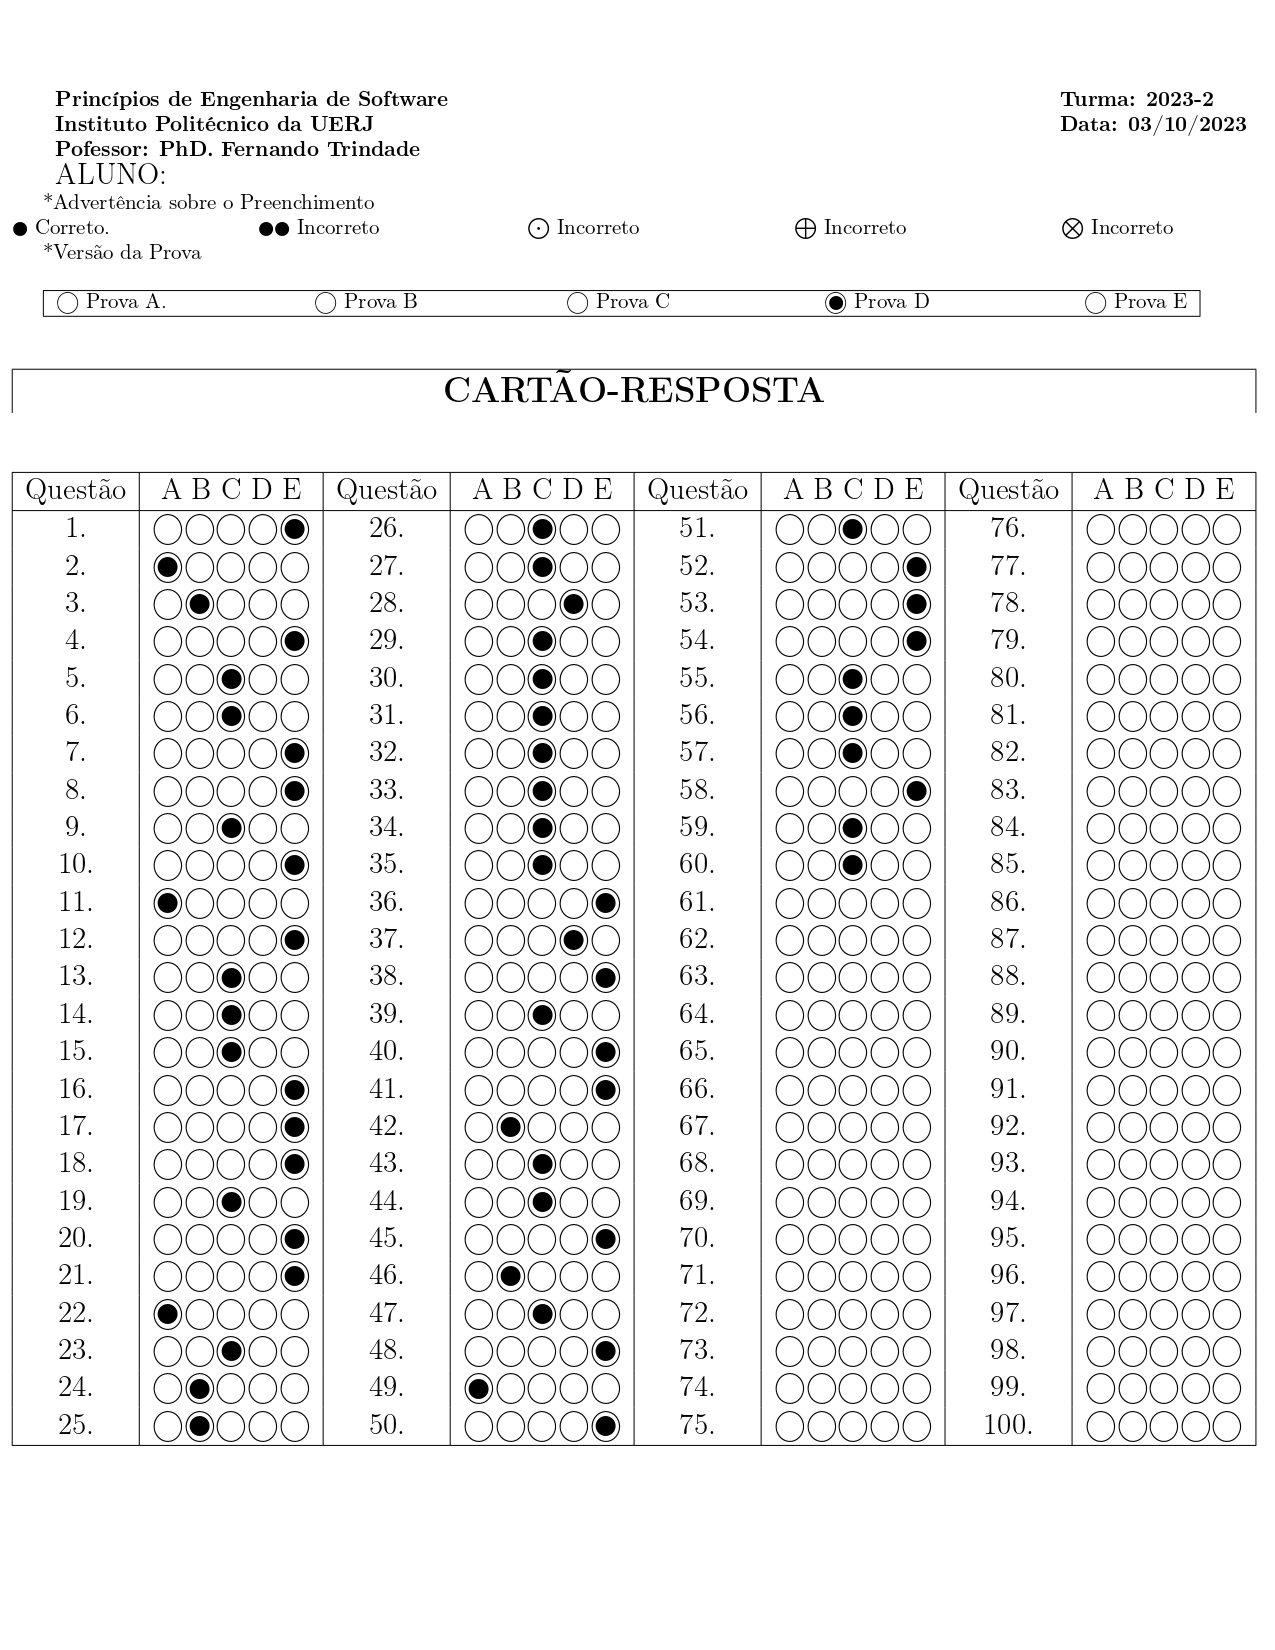 Princípios de Engenharia de Software Turma: 2023-2
Instituto Politécnico da UERJ Data: 03/10/2023
Pofessor: PhD. Fernando Trindade
ALUNO:
*Advertência sobre o Preenchimento
Correto. Incorreto Incorreto Incorreto Incorreto
*Versão da Prova
Prova A. Prova B Prova C Prova D Prova E
CARTÃO-RESPOSTA
Questão A B C D E Questão A B C D E Questão A B C D E Questão A B C D E
1. 26. 51. 76.
2. 27. 52. 77.
3. 28. 53. 78.
4. 29. 54. 79.
5. 30. 55. 80.
6. 31. 56. 81.
7. 32. 57. 82.
8. 33. 58. 83.
9. 34. 59. 84.
10. 35. 60. 85.
11. 36. 61. 86.
12. 37. 62. 87.
13. 38. 63. 88.
14. 39. 64. 89.
15. 40. 65. 90.
16. 41. 66. 91.
17. 42. 67. 92.
18. 43. 68. 93.
19. 44. 69. 94.
20. 45. 70. 95.
21. 46. 71. 96.
22. 47. 72. 97.
23. 48. 73. 98.
24. 49. 74. 99.
25. 50. 75. 100.